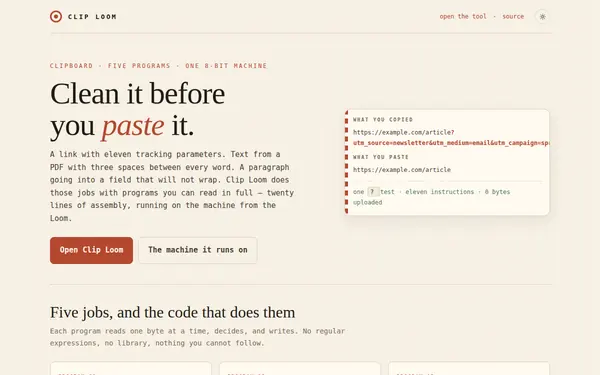 CLIP LOOM
open the tool · source
CLIPBOARD · FIVE PROGRAMS · ONE 8-BIT MACHINE
Clean it before
you paste it.
A link with eleven tracking parameters. Text from a
PDF with three spaces between every word. A paragraph
going into a field that will not wrap. Clip Loom does
those jobs with programs you can read in full — twenty
lines of assembly, running on the machine from the
Loom.
Open Clip Loom
The machine it runs on
WHAT YOU COPIED
https://example.com/article?
utm_source=newsletter&utm_medium=email&utm_campaign=spr
WHAT YOU PASTE
https://example.com/article
one ? test · eleven instructions · 0 bytes
uploaded
Five jobs, and the code that does them
Each program reads one byte at a time, decides, and writes. No regular
expressions, no library, nothing you cannot follow.